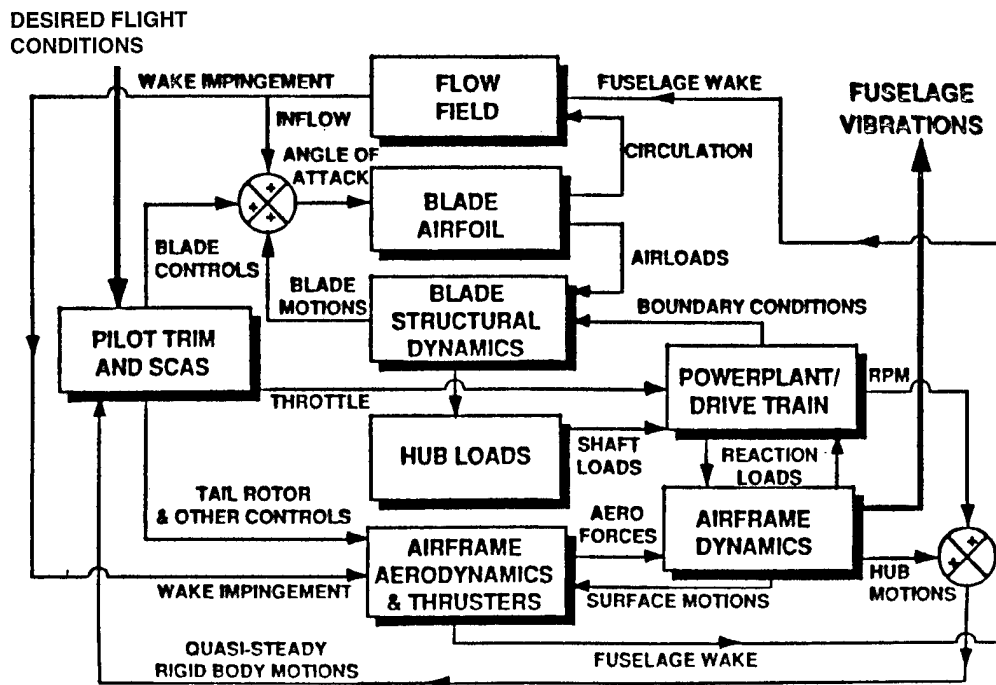 DESIRED FLIGHT
CONDITIONS
WAKE IMPINGEMENT
FLOW
FIELD
FUSELAGE WAKE
FUSELAGE
VIBRATIONS
INFLOW
ANGLE OF
ATTACK
CIRCULATION
BLADE
AIRFOIL
+
+ +
+
BLADE
CONTROLS
AIRLOADS
BLADE
MOTIONS
BLADE
STRUCTURAL
DYNAMICS
BOUNDARY CONDITIONS
PILOT TRIM
AND SCAS
POWERPLANT/
DRIVE TRAIN
RPM
THROTTLE
HUB LOADS
SHAFT
LOADS
REACTION
LOADS
TAIL ROTOR
& OTHER CONTROLS
AERO
FORCES
AIRFRAME
DYNAMICS
+
+
AIRFRAME
AERODYNAMICS
& THRUSTERS
HUB
MOTIONS
WAKE IMPINGEMENT
SURFACE MOTIONS
QUASI-STEADY
RIGID BODY MOTIONS
FUSELAGE WAKE